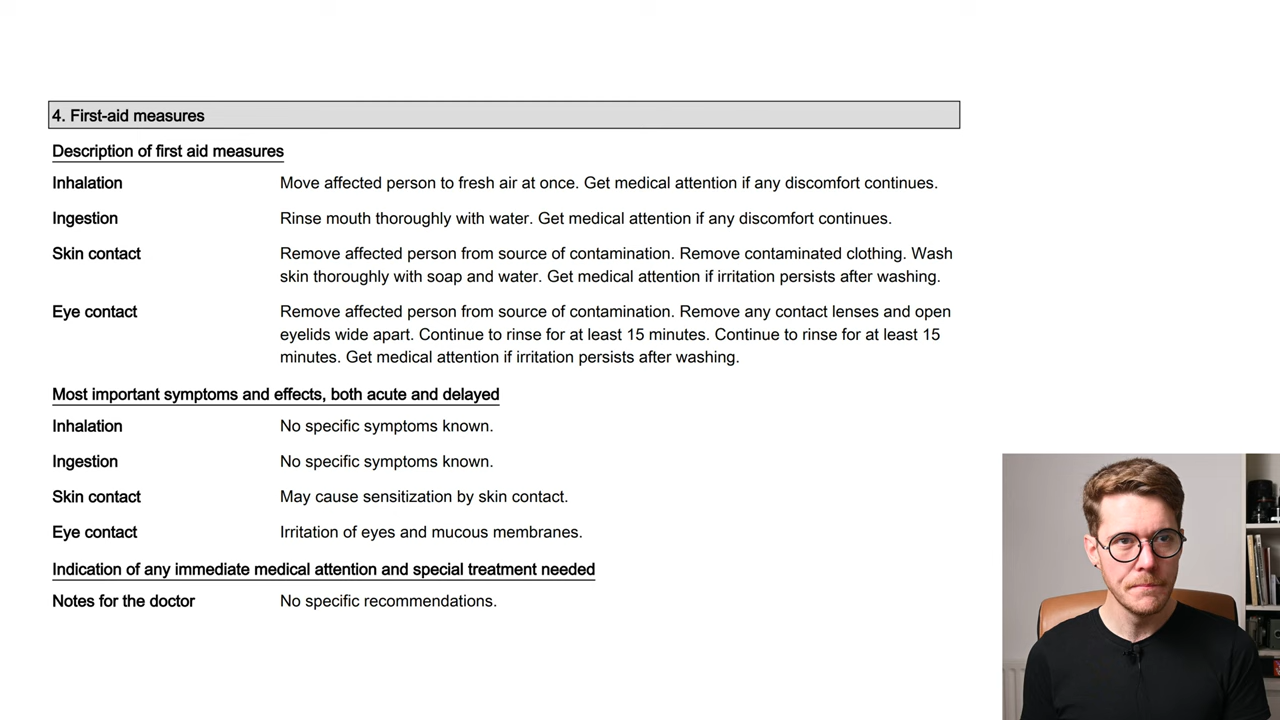 4. First-aid measures
Description of first aid measures
Inhalation Move affected person to fresh air at once. Get medical attention if any discomfort continues.
Ingestion Rinse mouth thoroughly with water. Get medical attention if any discomfort continues.
Skin contact Remove affected person from source of contamination. Remove contaminated clothing. Wash
skin thoroughly with soap and water. Get medical attention if irritation persists after washing.
Eye contact Remove affected person from source of contamination. Remove any contact lenses and open
eyelids wide apart. Continue to rinse for at least 15 minutes. Continue to rinse for at least 15
minutes. Get medical attention if irritation persists after washing.
Most important symptoms and effects, both acute and delayed
Inhalation No specific symptoms known.
Ingestion No specific symptoms known.
Skin contact May cause sensitization by skin contact.
Eye contact Irritation of eyes and mucous membranes.
Indication of any immediate medical attention and special treatment needed
Notes for the doctor No specific recommendations.